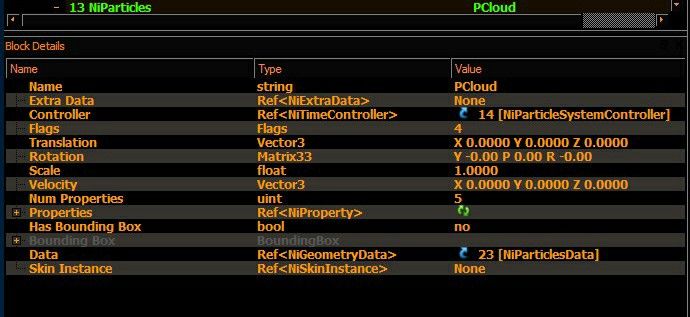 13 NiParticles PCloud
Block Details
Name Type Value
Name string PCloud
Extra Data Ref<NiExtraData> None
Controller Ref<NiTimeController> 14 [NiParticleSystemController]
Flags Flags 4
Translation Vector3 X 0.0000 Y 0.0000 Z 0.0000
Rotation Matrix33 Y -0.00 P 0.00 R -0.00
Scale float 1.0000
Velocity Vector3 X 0.0000 Y 0.0000 Z 0.0000
Num Properties uint 5
Properties Ref<NiProperty>
Has Bounding Box bool no
Bounding Box BoundingBox
Data Ref<NiGeometryData> 23 [NiParticlesData]
Skin Instance Ref<NiSkinInstance> None